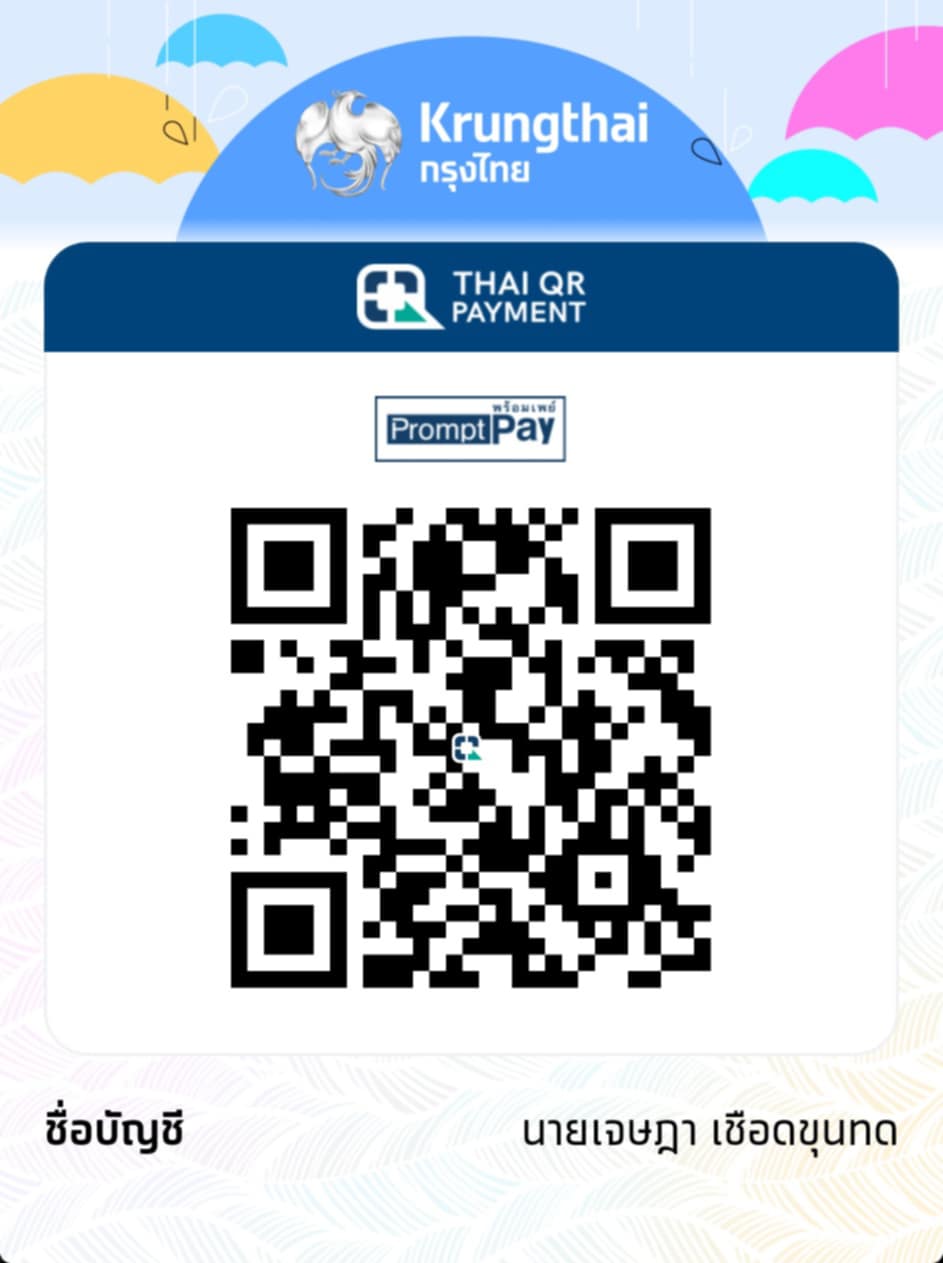 Krungthai
กรุงไทย
THAI QR
PAYMENT
พร้อมเพย์
PromptPay
ชื่อบัญชี นายเจษฎา เชือดขุนทด